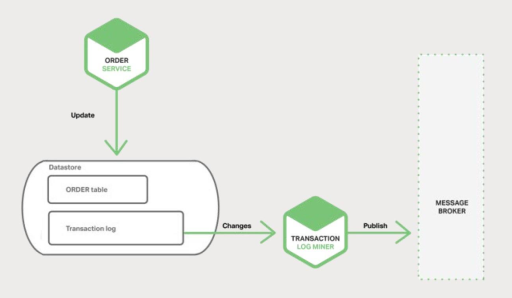 ORDER
SERVICE
Update
Datastore
ORDER table
Transaction log
Changes
TRANSACTION
LOG MINER
Publish
MESSAGE
BROKER